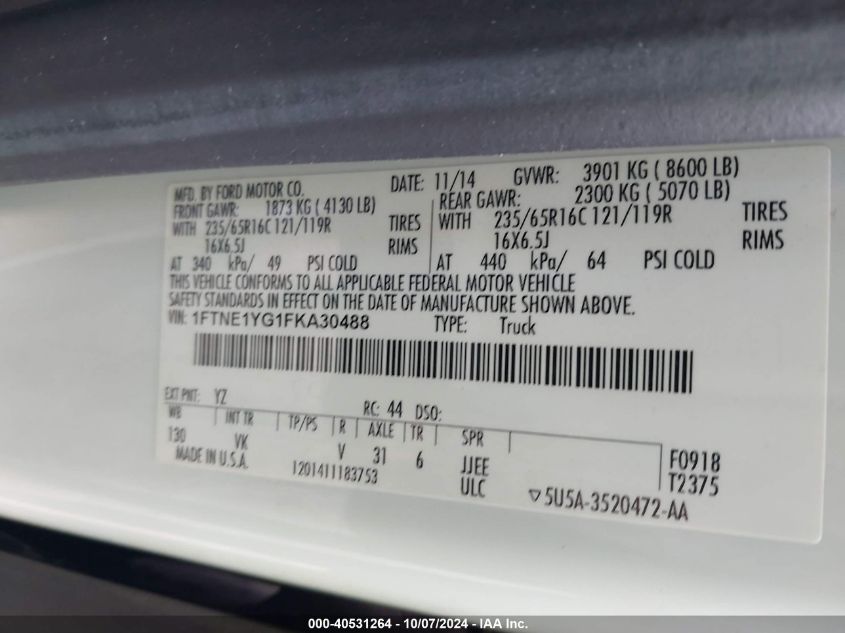 MFD. BY FORD MOTOR CO. DATE: 11/14 GVWR: 3901 KG ( 8600 LB)
FRONT GAWR: 1873 KG ( 4130 LB) REAR GAWR: 2300 KG ( 5070 LB)
WITH 235/65R16C 121/119R TIRES WITH 235/65R16C 121/119R TIRES
16X6.5J RIMS 16X6.5J RIMS
AT 340 kPa/ 49 PSI COLD AT 440 kPa/ 64 PSI COLD
THIS VEHICLE CONFORMS TO ALL APPLICABLE FEDERAL MOTOR VEHICLE
SAFETY STANDARDS IN EFFECT ON THE DATE OF MANUFACTURE SHOWN ABOVE.
VIN: 1FTNE1YG1FKA30488 TYPE: Truck
EXT PNT: YZ RC: 44 DSO:
WB INT TR TP/PS R AXLE TR SPR
130 VK V 31 6 JJEE F0918
MADE IN U.S.A. 1201411183753 ULC T2375
▽5U5A-3520472-AA
000-40531264 - 10/07/2024 - IAA Inc.